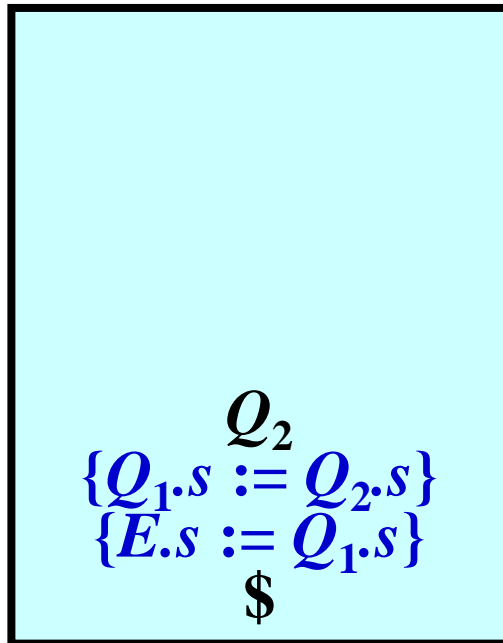 Q₂
{Q₁.s := Q₂.s}
{E.s := Q₁.s}
$